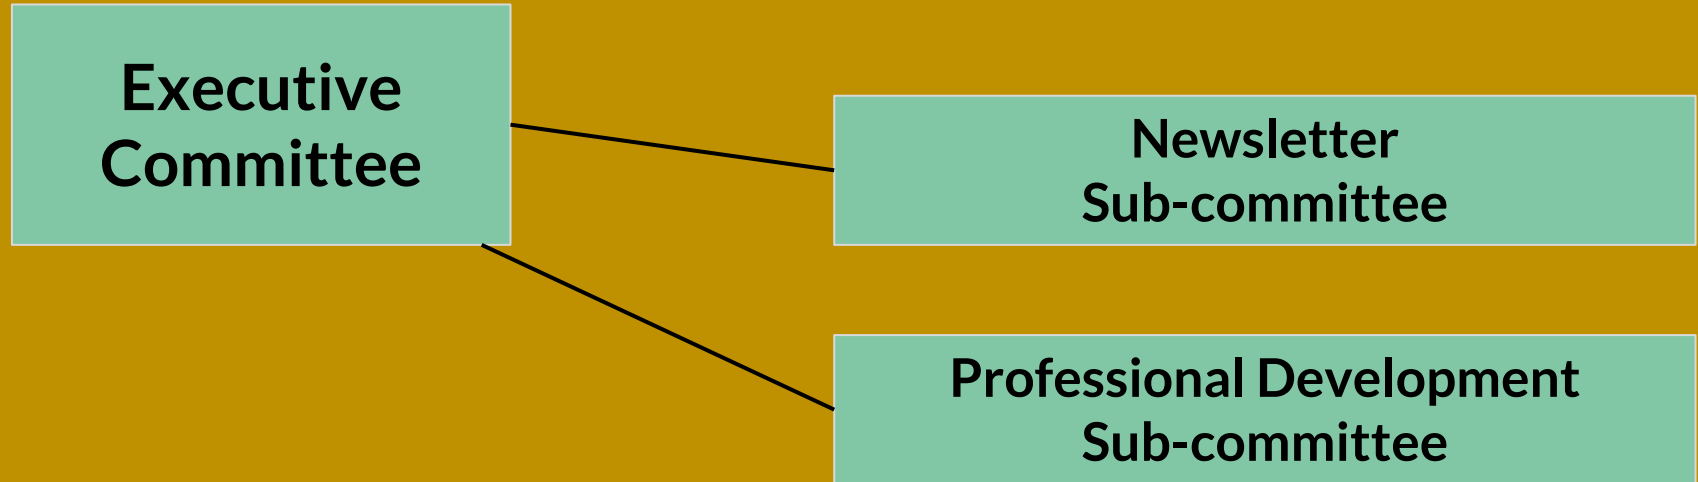 Executive
Committee
Newsletter
Sub-committee
Professional Development
Sub-committee